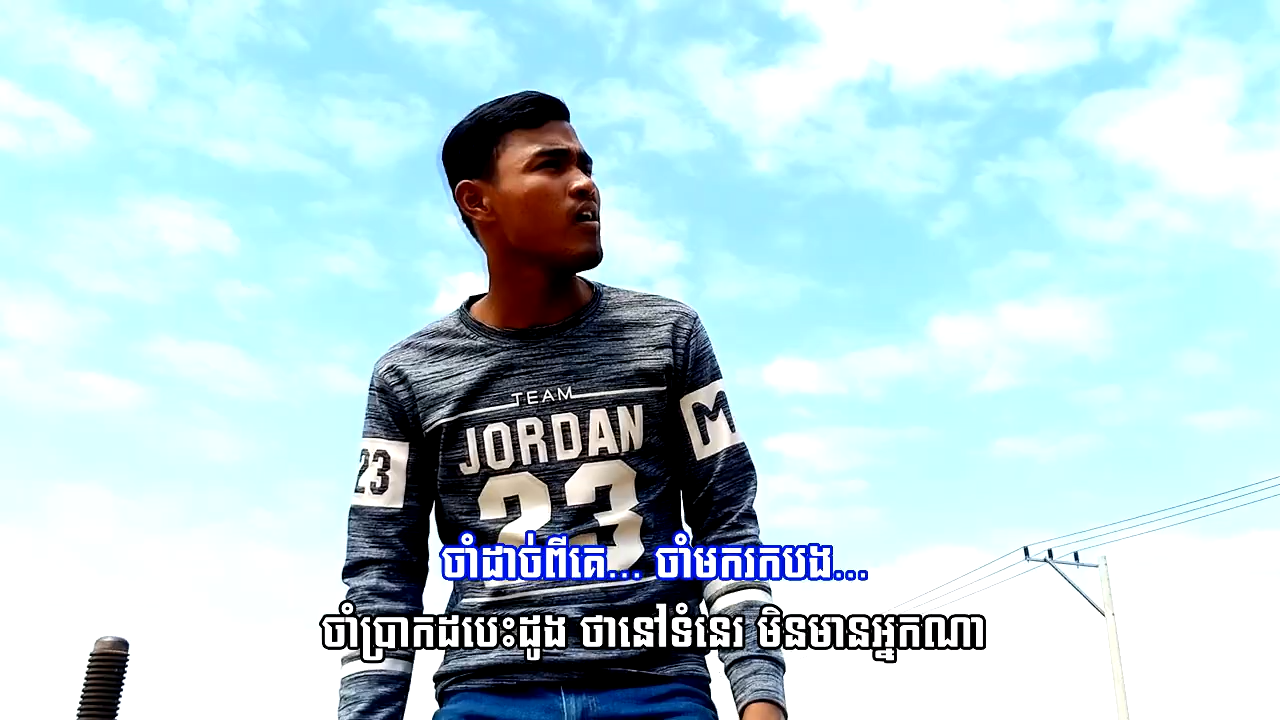 TEAM
JORDAN
23
23
M
ចាំដាច់ពីគេ... ចាំមករកបង...
ចាំប្រាកដបេះដូង ថានៅទំនេរ មិនមានអ្នកណា